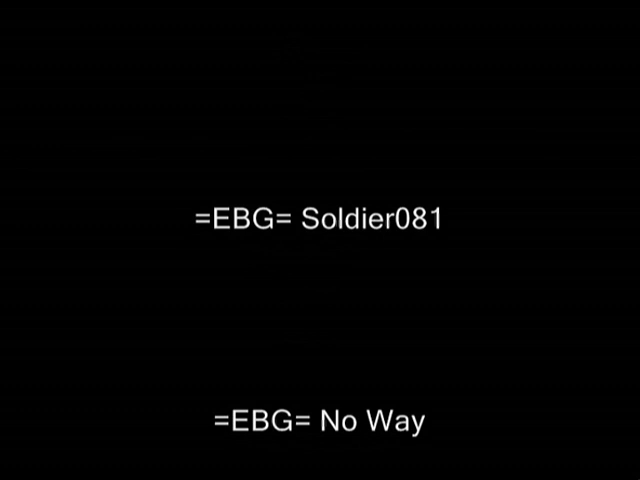 =EBG= Soldier081
=EBG= No Way